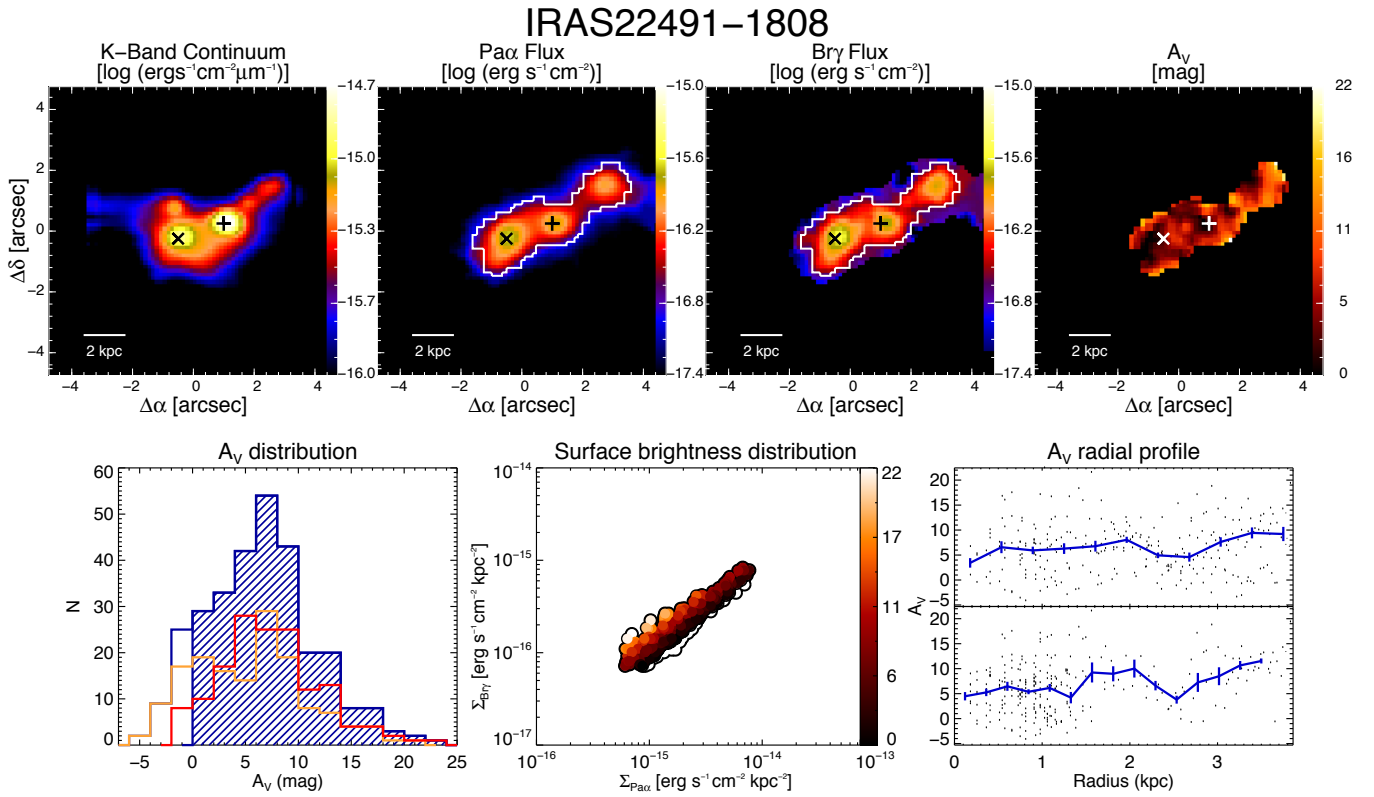 IRAS22491−1808
K−Band Continuum
[log (ergs⁻¹cm⁻²μm⁻¹)]
Paα Flux
[log (erg s⁻¹cm⁻²)]
Brγ Flux
[log (erg s⁻¹cm⁻²)]
A_V
[mag]
4
2
0
−2
−4
Δδ [arcsec]
−14.7
−15.0
−15.3
−15.7
−16.0
−15.0
−15.6
−16.2
−16.8
−17.4
−15.0
−15.6
−16.2
−16.8
−17.4
22
16
11
5
0
2 kpc
2 kpc
2 kpc
2 kpc
−4 −2 0 2 4
−4 −2 0 2 4
−4 −2 0 2 4
−4 −2 0 2 4
Δα [arcsec]
Δα [arcsec]
Δα [arcsec]
Δα [arcsec]
A_V distribution
60
50
40
30
20
10
0
N
−5 0 5 10 15 20 25
A_V (mag)
Surface brightness distribution
10⁻¹⁴
10⁻¹⁵
10⁻¹⁶
10⁻¹⁷
Σ_Brγ [erg s⁻¹ cm⁻² kpc⁻²]
22
17
11
6
0
10⁻¹⁶ 10⁻¹⁵ 10⁻¹⁴ 10⁻¹³
Σ_Paα [erg s⁻¹ cm⁻² kpc⁻²]
A_V radial profile
20
15
10
5
0
−5
A_V
20
15
10
5
0
−5
0 1 2 3
Radius (kpc)